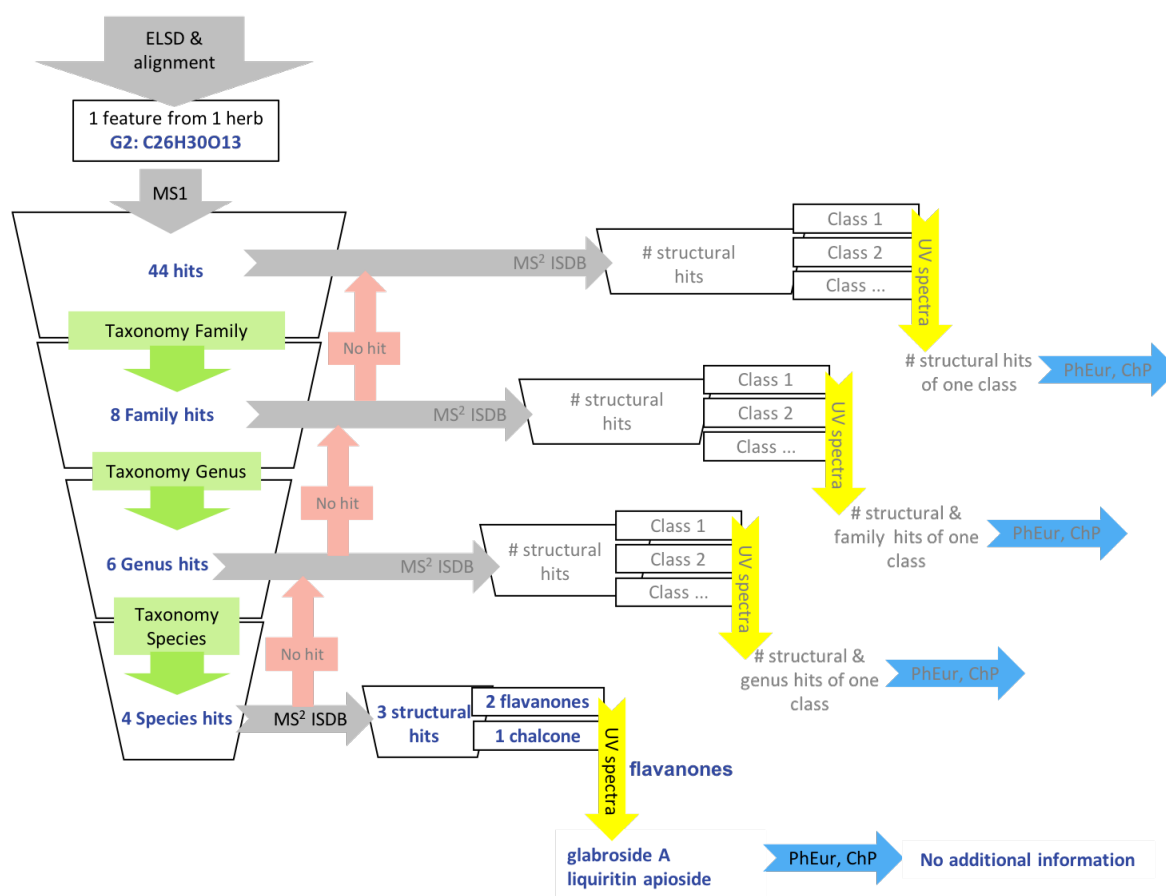 ELSD &
alignment
1 feature from 1 herb
G2: C26H30O13
MS1
44 hits
MS² ISDB
# structural
hits
Class 1
Class 2
Class ...
UV spectra
# structural hits
of one class
PhEur, ChP
Taxonomy Family
No hit
8 Family hits
MS² ISDB
# structural
hits
Class 1
Class 2
Class ...
UV spectra
# structural &
family hits of one
class
PhEur, ChP
Taxonomy Genus
No hit
6 Genus hits
MS² ISDB
# structural
hits
Class 1
Class 2
Class ...
UV spectra
# structural &
genus hits of one
class
PhEur, ChP
Taxonomy
Species
No hit
4 Species hits
MS² ISDB
3 structural
hits
2 flavanones
1 chalcone
UV spectra
flavanones
glabroside A
liquiritin apioside
PhEur, ChP
No additional information